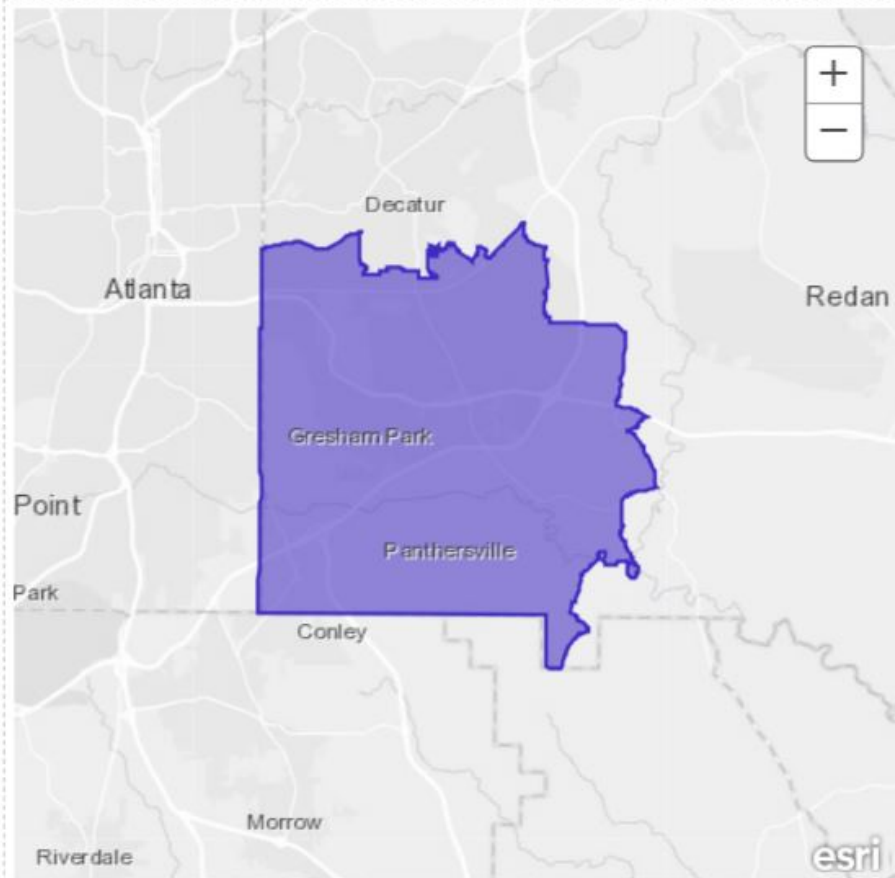 +
−
Decatur
Atlanta
Redan
Gresham Park
Point
Panthersville
Park
Conley
Morrow
Riverdale
esri